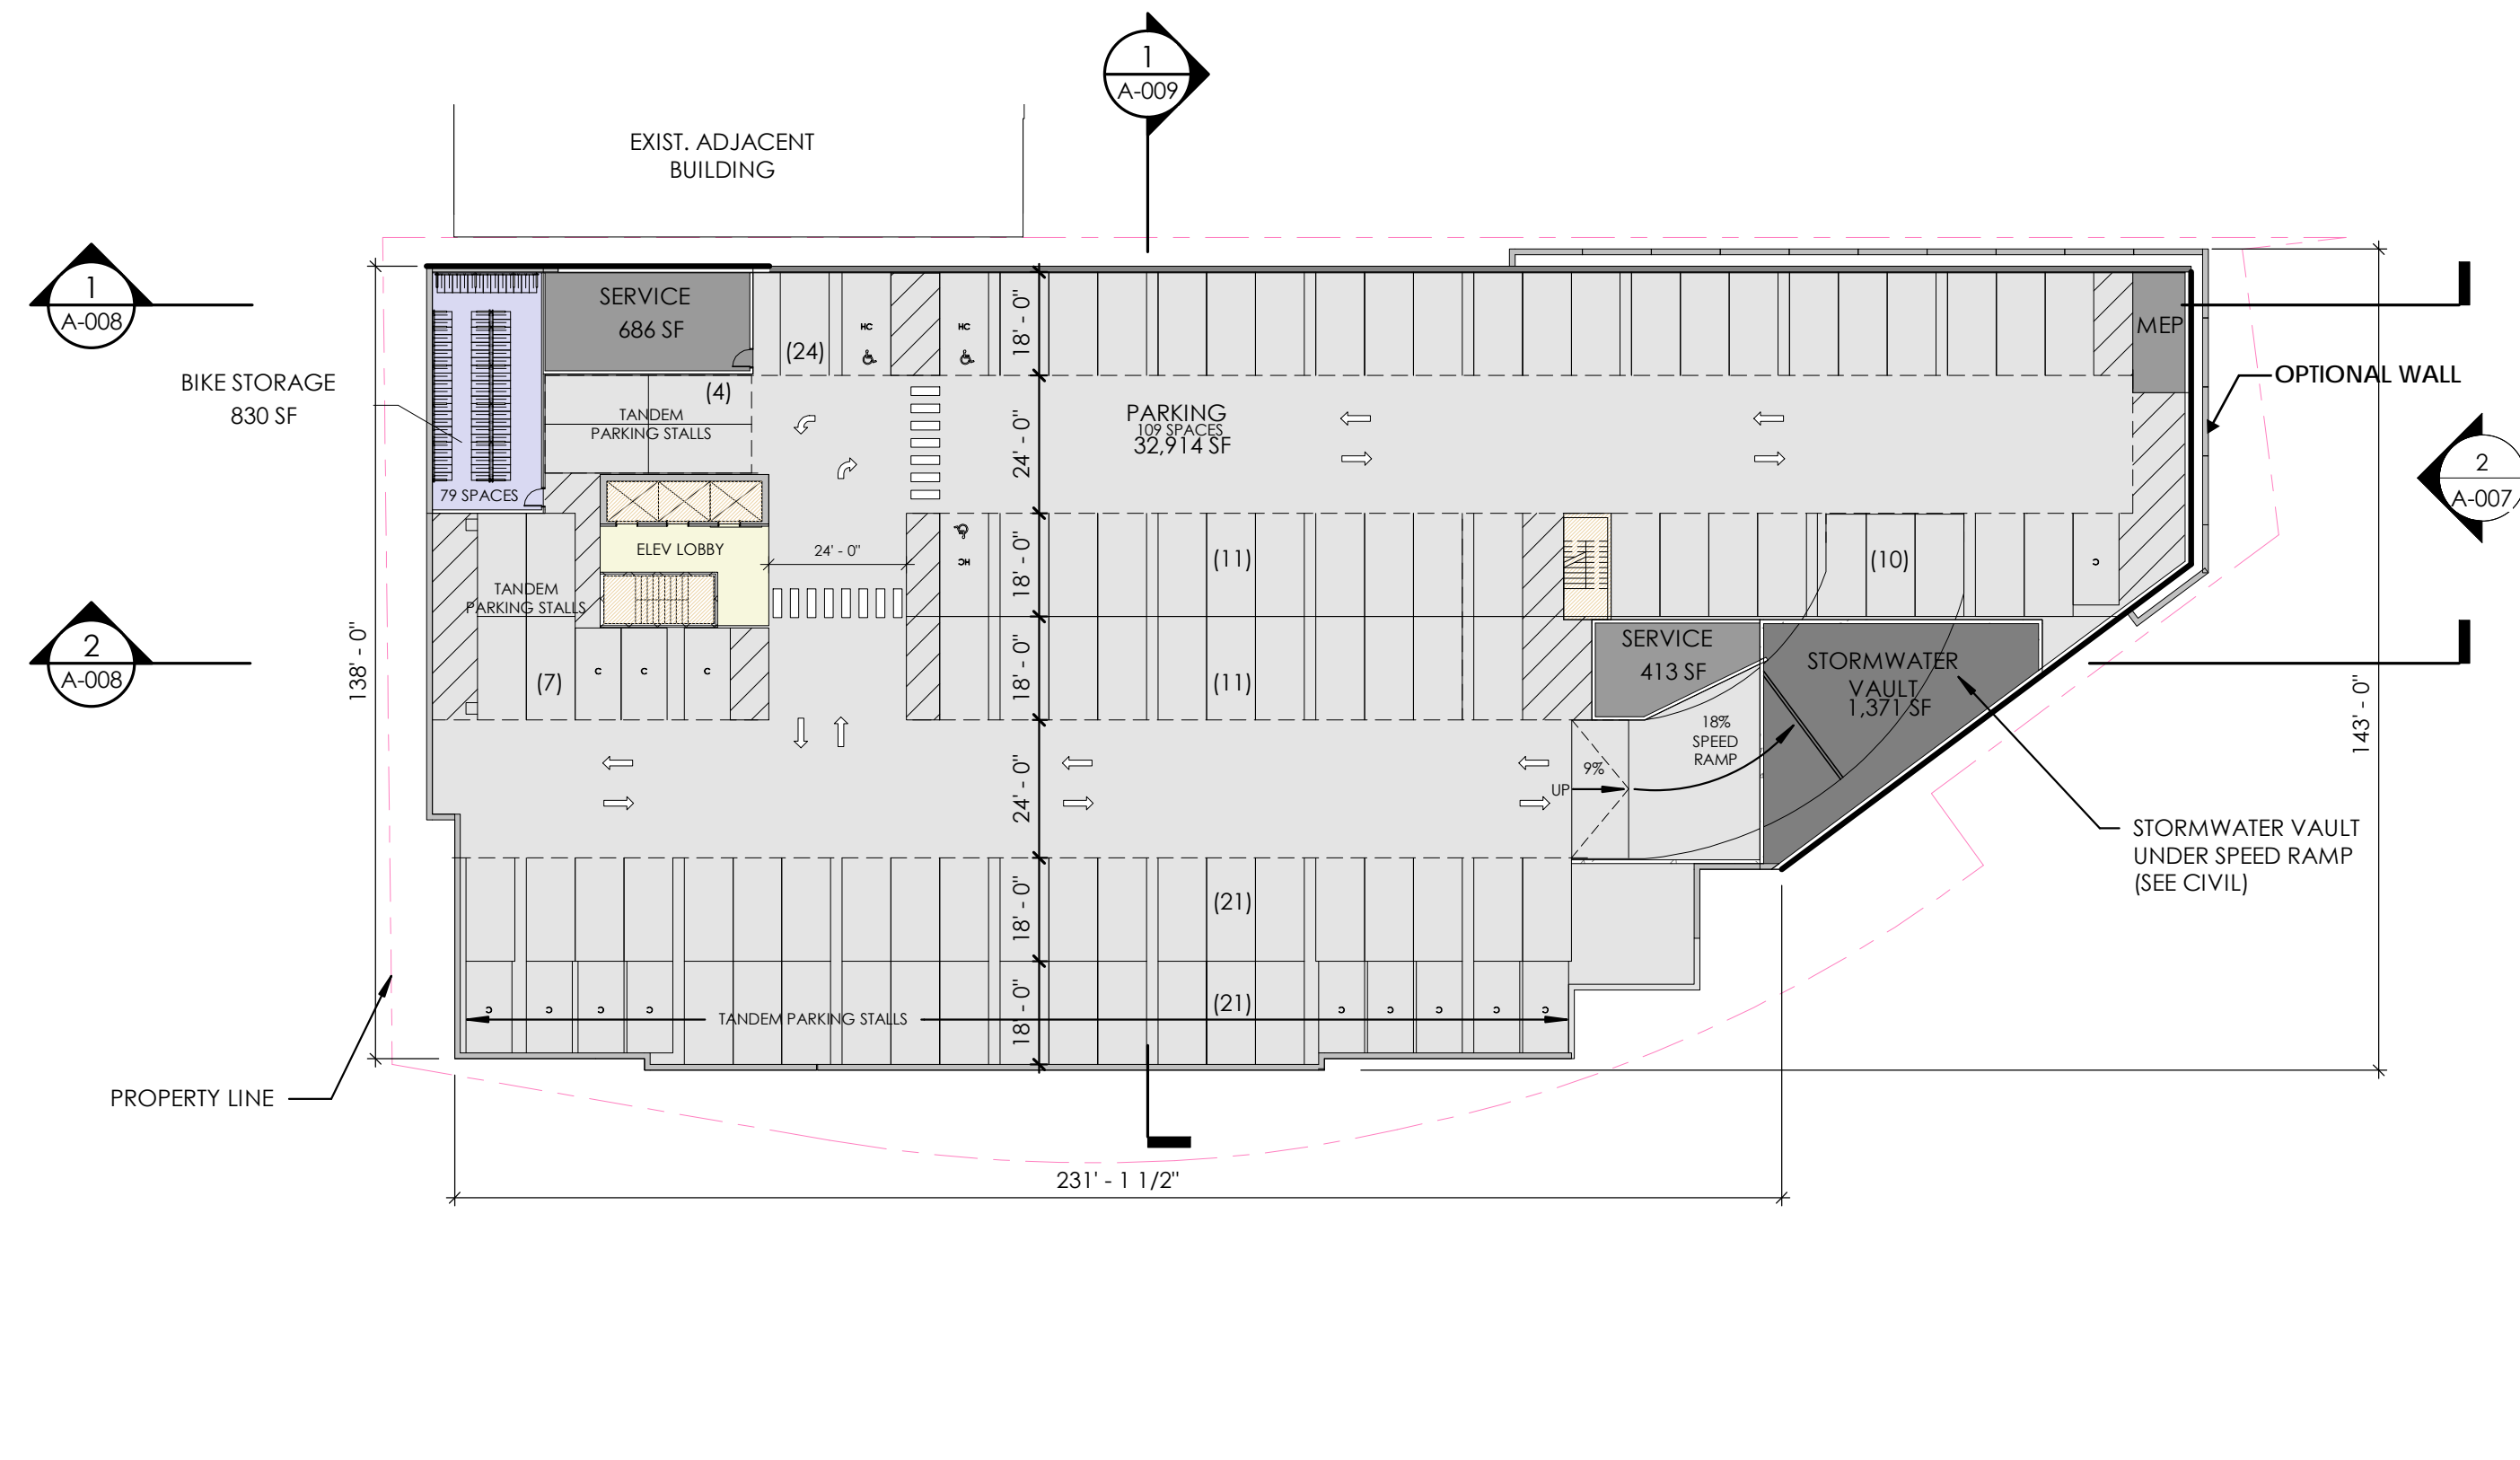 1
A-009
EXIST. ADJACENT
BUILDING
1
A-008
SERVICE
686 SF
HC
HC
(24)
18' - 0"
MEP
OPTIONAL WALL
BIKE STORAGE
830 SF
(4)
TANDEM
PARKING STALLS
PARKING
109 SPACES
32,914 SF
24' - 0"
79 SPACES
2
A-007
ELEV LOBBY
24' - 0"
HC
18' - 0"
(11)
(10)
C
TANDEM
PARKING STALLS
2
A-008
138' - 0"
(7)
C
C
C
18' - 0"
(11)
SERVICE
413 SF
STORMWATER
VAULT
1,371 SF
143' - 0"
18%
SPEED
RAMP
9%
UP
24' - 0"
STORMWATER VAULT
UNDER SPEED RAMP
(SEE CIVIL)
18' - 0"
(21)
C
C
C
C
TANDEM PARKING STALLS
18' - 0"
(21)
C
C
C
C
C
PROPERTY LINE
231' - 1 1/2"